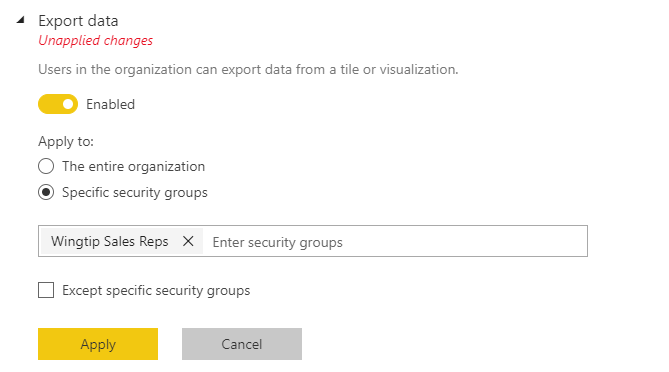 Export data
Unapplied changes
Users in the organization can export data from a tile or visualization.
Enabled
Apply to:
The entire organization
Specific security groups
Wingtip Sales Reps Enter security groups
Except specific security groups
Apply Cancel